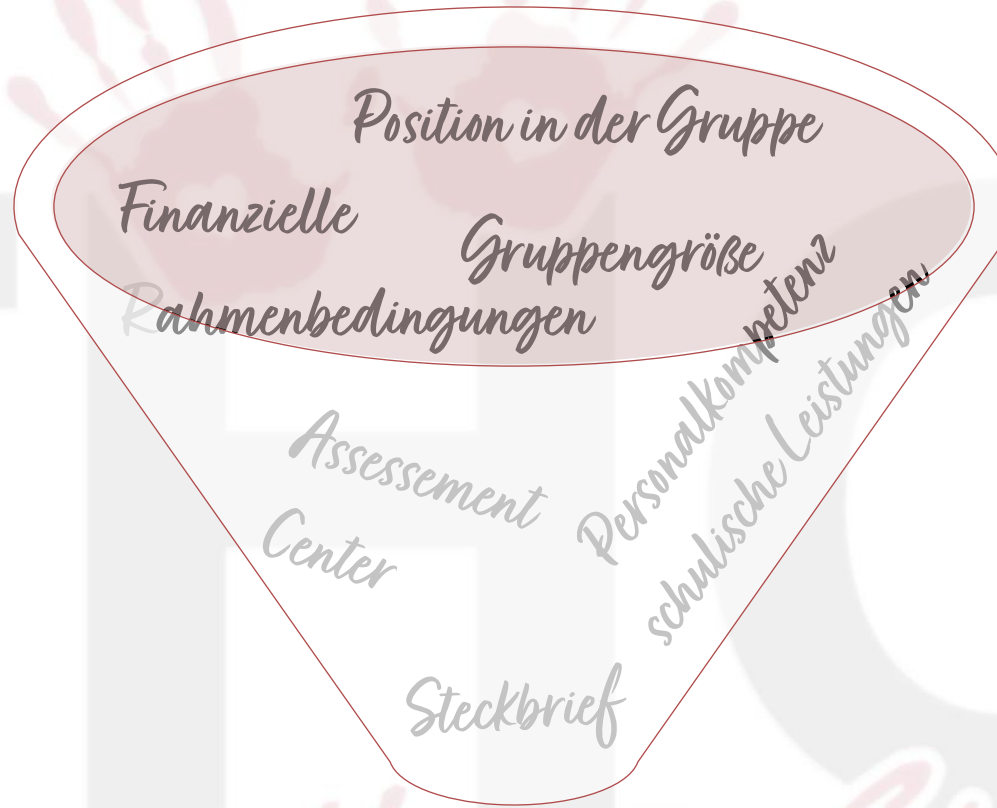 Position in der Gruppe
Finanzielle
Gruppengröße
Rahmenbedingungen
Personalkompetenz
schulische Leistungen
Assessement
Center
Steckbrief